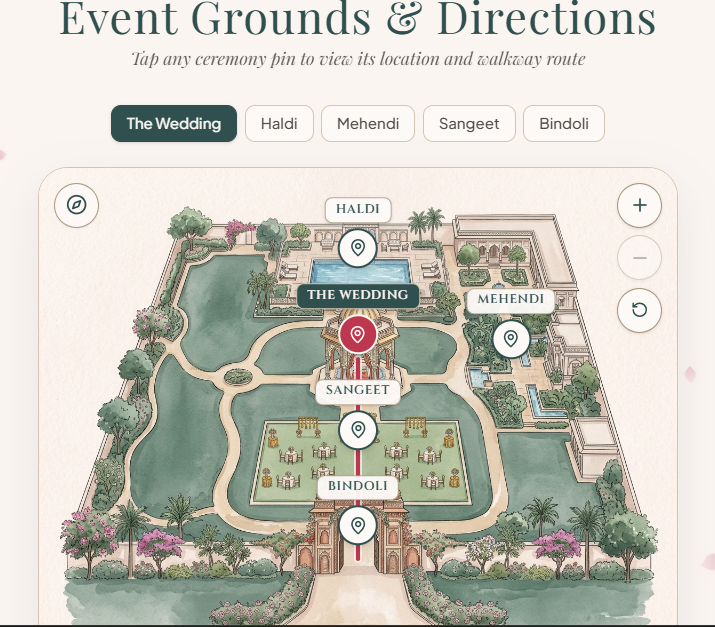 Event Grounds & Directions
Tap any ceremony pin to view its location and walkway route
The Wedding Haldi Mehendi Sangeet Bindoli
HALDI
THE WEDDING
MEHENDI
SANGEET
BINDOLI